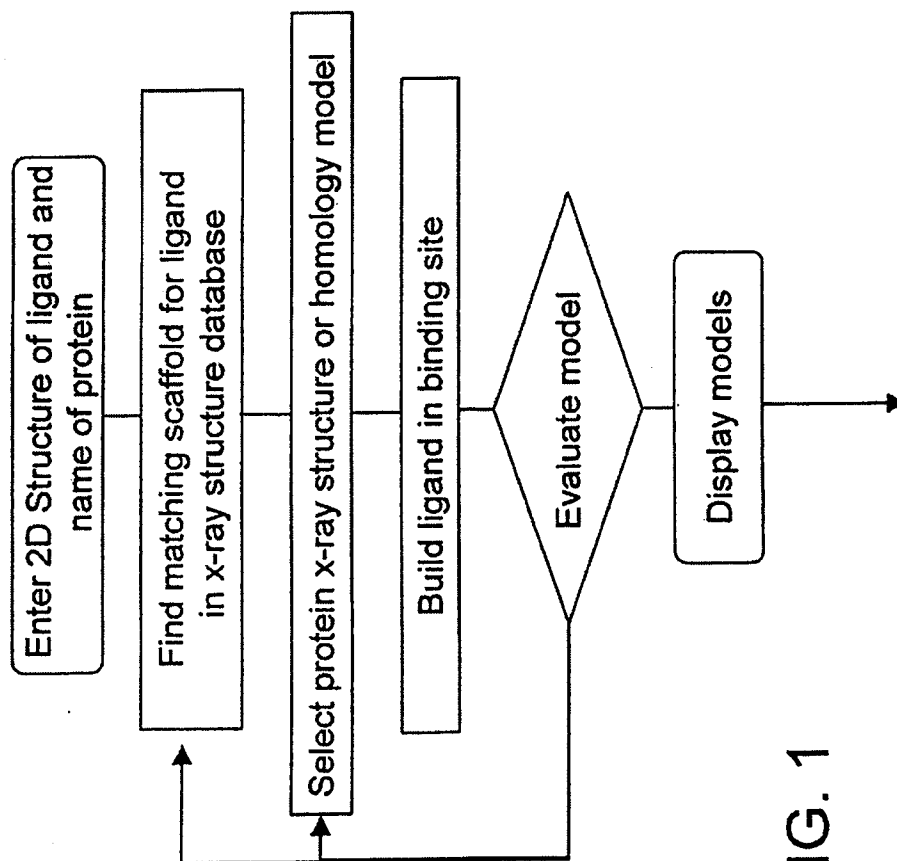 Enter 2D Structure of ligand and
name of protein
Find matching scaffold for ligand
in x-ray structure database
Select protein x-ray structure or homology model
Build ligand in binding site
Evaluate model
Display models
IG. 1